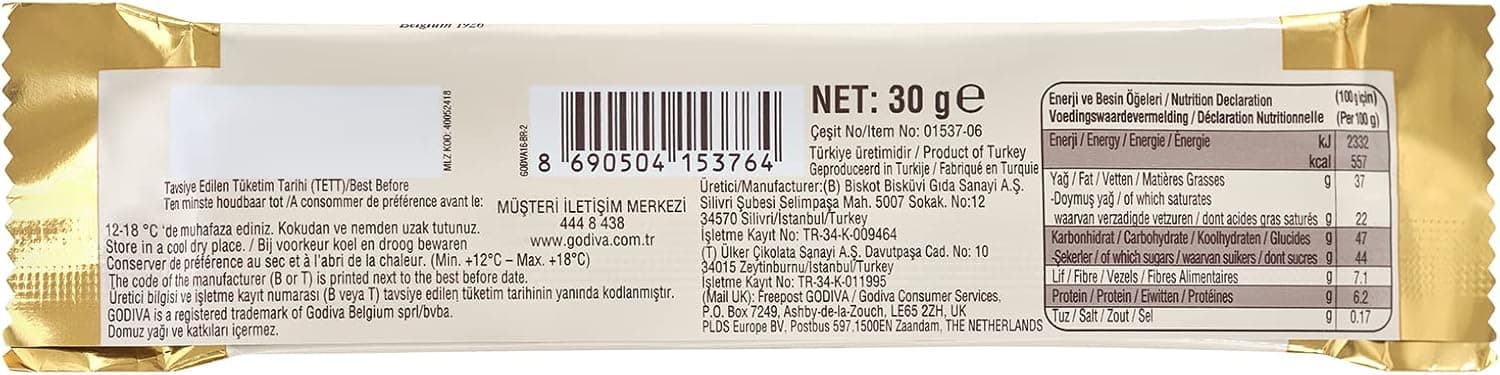 Belgium 1926
MLZ KOD: 40052418
Tavsiye Edilen Tüketim Tarihi (TETT)/Best Before
Ten minste houdbaar tot /A consommer de préférence avant le:
12-18 °C 'de muhafaza ediniz. Kokudan ve nemden uzak tutunuz.
Store in a cool dry place. / Bij voorkeur koel en droog bewaren
Conserver de préférence au sec et à l'abri de la chaleur. (Min. +12°C – Max. +18°C)
The code of the manufacturer (B or T) is printed next to the best before date.
Üretici bilgisi ve işletme kayıt numarası (B veya T) tavsiye edilen tüketim tarihinin yanında kodlanmıştır.
GODIVA is a registered trademark of Godiva Belgium sprl/bvba.
Domuz yağı ve katkıları içermez.
GODIVA16-BR-2
8 690504 153764
MÜŞTERİ İLETİŞİM MERKEZİ
444 8 438
www.godiva.com.tr
NET: 30 g e
Çeşit No/Item No: 01537-06
Türkiye üretimidir / Product of Turkey
Geproduceerd in Turkije / Fabriqué en Turquie
Üretici/Manufacturer:(B) Biskot Bisküvi Gıda Sanayi A.Ş.
Silivri Şubesi Selimpaşa Mah. 5007 Sokak. No:12
34570 Silivri/İstanbul/Turkey
İşletme Kayıt No: TR-34-K-009464
(T) Ülker Çikolata Sanayi A.Ş. Davutpaşa Cad. No: 10
34015 Zeytinburnu/İstanbul/Turkey
İşletme Kayıt No: TR-34-K-011995
(Mail UK): Freepost GODIVA / Godiva Consumer Services,
P.O. Box 7249, Ashby-de-la-Zouch, LE65 2ZH, UK
PLDS Europe BV, Postbus 597.1500EN Zaandam, THE NETHERLANDS
Enerji ve Besin Öğeleri / Nutrition Declaration (100 g için)
Voedingswaardevermelding / Déclaration Nutritionnelle (Per 100 g)
Enerji / Energy / Energie / Énergie kJ 2332
kcal 557
Yağ / Fat / Vetten / Matières Grasses g 37
-Doymuş yağ / of which saturates
waarvan verzadigde vetzuren / dont acides gras saturés g 22
Karbonhidrat / Carbohydrate / Koolhydraten / Glucides g 47
-Şekerler / of which sugars / waarvan suikers / dont sucres g 44
Lif / Fibre / Vezels / Fibres Alimentaires g 7.1
Protein / Protein / Eiwitten / Protéines g 6.2
Tuz / Salt / Zout / Sel g 0.17